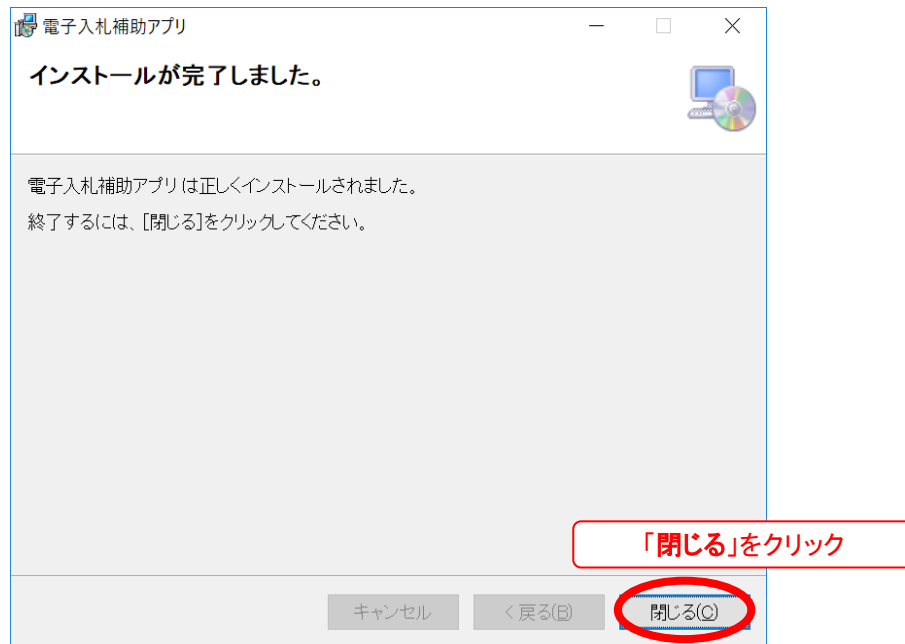 電子入札補助アプリ
インストールが完了しました。
電子入札補助アプリ は正しくインストールされました。
終了するには、[閉じる]をクリックしてください。
「閉じる」をクリック
キャンセル
< 戻る(B)
閉じる(C)